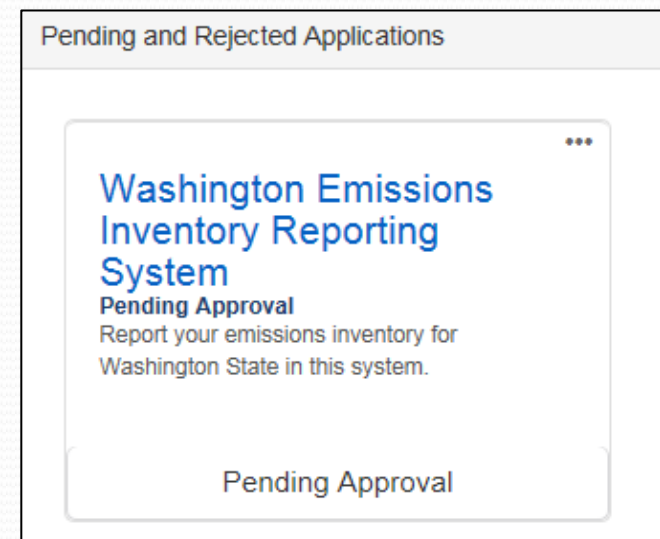 Pending and Rejected Applications
•••
Washington Emissions
Inventory Reporting
System
Pending Approval
Report your emissions inventory for
Washington State in this system.
Pending Approval